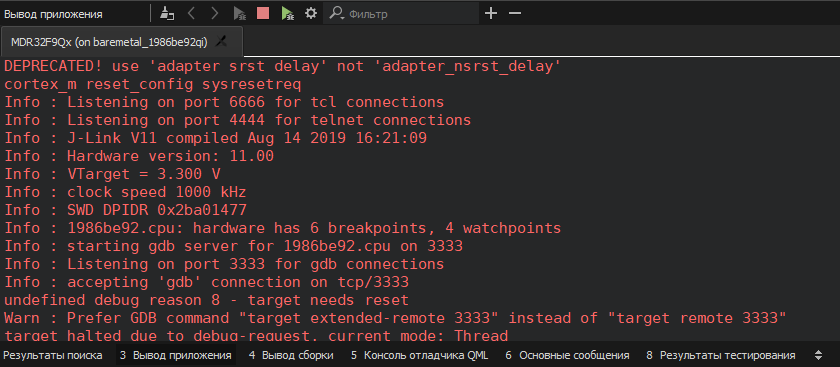 Вывод приложения
Фильтр
MDR32F9Qx (on baremetal_1986be92qi)
DEPRECATED! use 'adapter srst delay' not 'adapter_nsrst_delay'
cortex_m reset_config sysresetreq
Info : Listening on port 6666 for tcl connections
Info : Listening on port 4444 for telnet connections
Info : J-Link V11 compiled Aug 14 2019 16:21:09
Info : Hardware version: 11.00
Info : VTarget = 3.300 V
Info : clock speed 1000 kHz
Info : SWD DPIDR 0x2ba01477
Info : 1986be92.cpu: hardware has 6 breakpoints, 4 watchpoints
Info : starting gdb server for 1986be92.cpu on 3333
Info : Listening on port 3333 for gdb connections
Info : accepting 'gdb' connection on tcp/3333
undefined debug reason 8 - target needs reset
Warn : Prefer GDB command "target extended-remote 3333" instead of "target remote 3333"
target halted due to debug-request, current mode: Thread
Результаты поиска 3 Вывод приложения 4 Вывод сборки 5 Консоль отладчика QML 6 Основные сообщения 8 Результаты тестирования